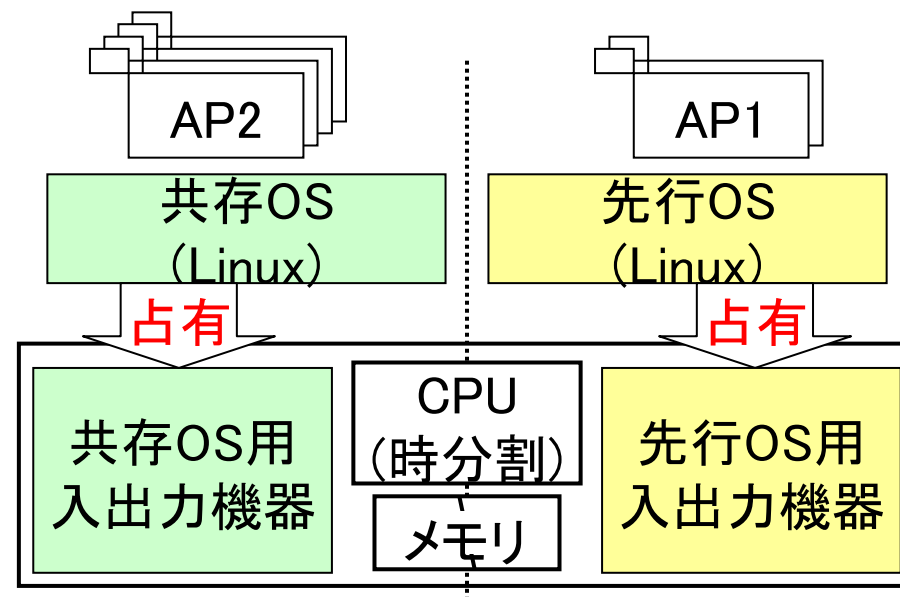 AP2
AP1
共存OS
(Linux)
先行OS
(Linux)
占有
占有
共存OS用
入出力機器
CPU
(時分割)
メモリ
先行OS用
入出力機器